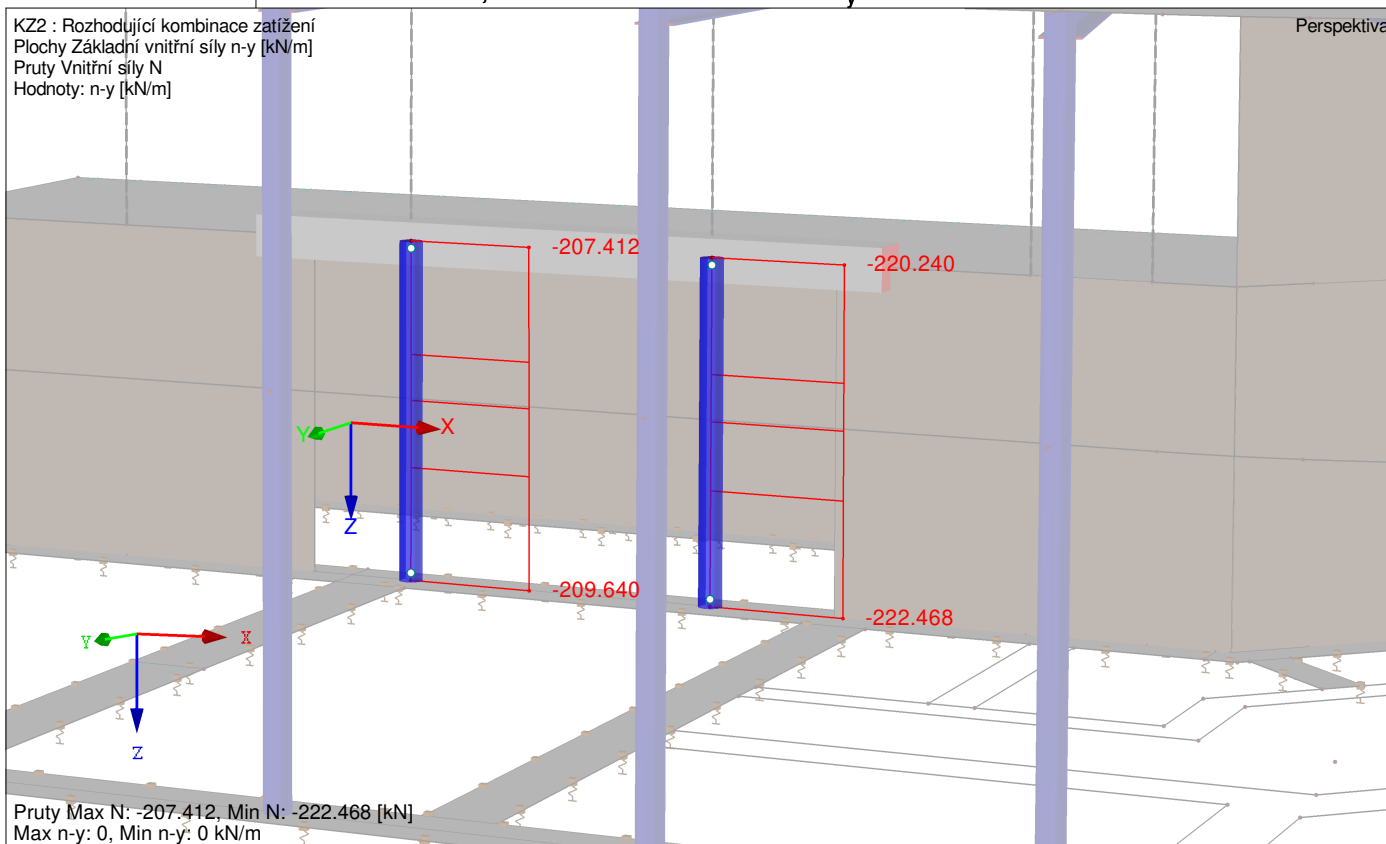 KZ2 : Rozhodující kombinace zatížení
Plochy Základní vnitřní síly n-y [kN/m]
Pruty Vnitřní síly N
Hodnoty: n-y [kN/m]
Perspektiva
-207.412
-220.240
Y
X
Z
-209.640
-222.468
Y
X
Z
Pruty Max N: -207.412, Min N: -222.468 [kN]
Max n-y: 0, Min n-y: 0 kN/m